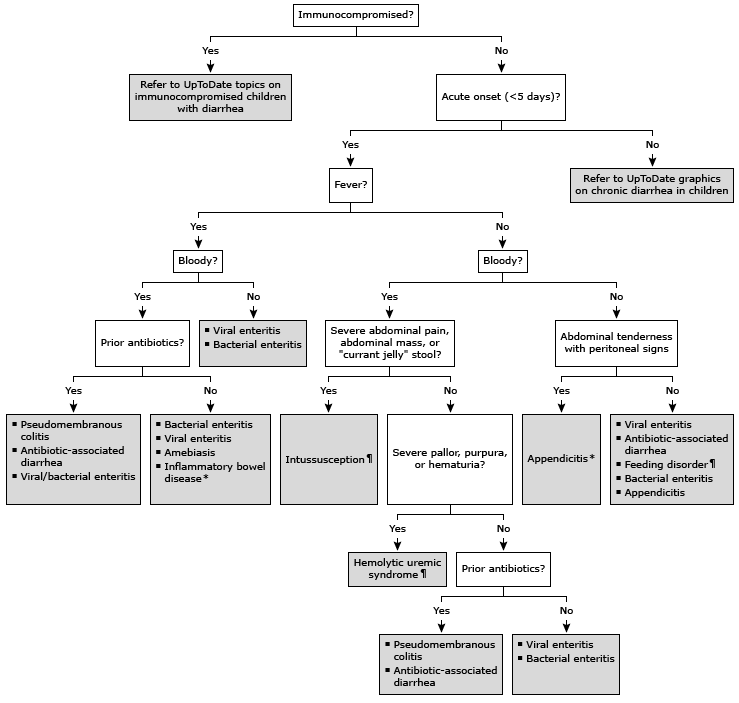 Immunocompromised?
Yes
No
Refer to UpToDate topics on
immunocompromised children
with diarrhea
Acute onset (<5 days)?
Yes
No
Fever?
Refer to UpToDate graphics
on chronic diarrhea in children
Yes
No
Bloody?
Bloody?
Yes
No
Yes
No
Prior antibiotics?
▪ Viral enteritis
▪ Bacterial enteritis
Severe abdominal pain,
abdominal mass, or
"currant jelly" stool?
Abdominal tenderness
with peritoneal signs
Yes
No
Yes
No
Yes
No
▪ Pseudomembranous
colitis
▪ Antibiotic-associated
diarrhea
▪ Viral/bacterial enteritis
▪ Bacterial enteritis
▪ Viral enteritis
▪ Amebiasis
▪ Inflammatory bowel
disease*
Intussusception¶
Severe pallor, purpura,
or hematuria?
Appendicitis*
▪ Viral enteritis
▪ Antibiotic-associated
diarrhea
▪ Feeding disorder¶
▪ Bacterial enteritis
▪ Appendicitis
Yes
No
Hemolytic uremic
syndrome¶
Prior antibiotics?
Yes
No
▪ Pseudomembranous
colitis
▪ Antibiotic-associated
diarrhea
▪ Viral enteritis
▪ Bacterial enteritis